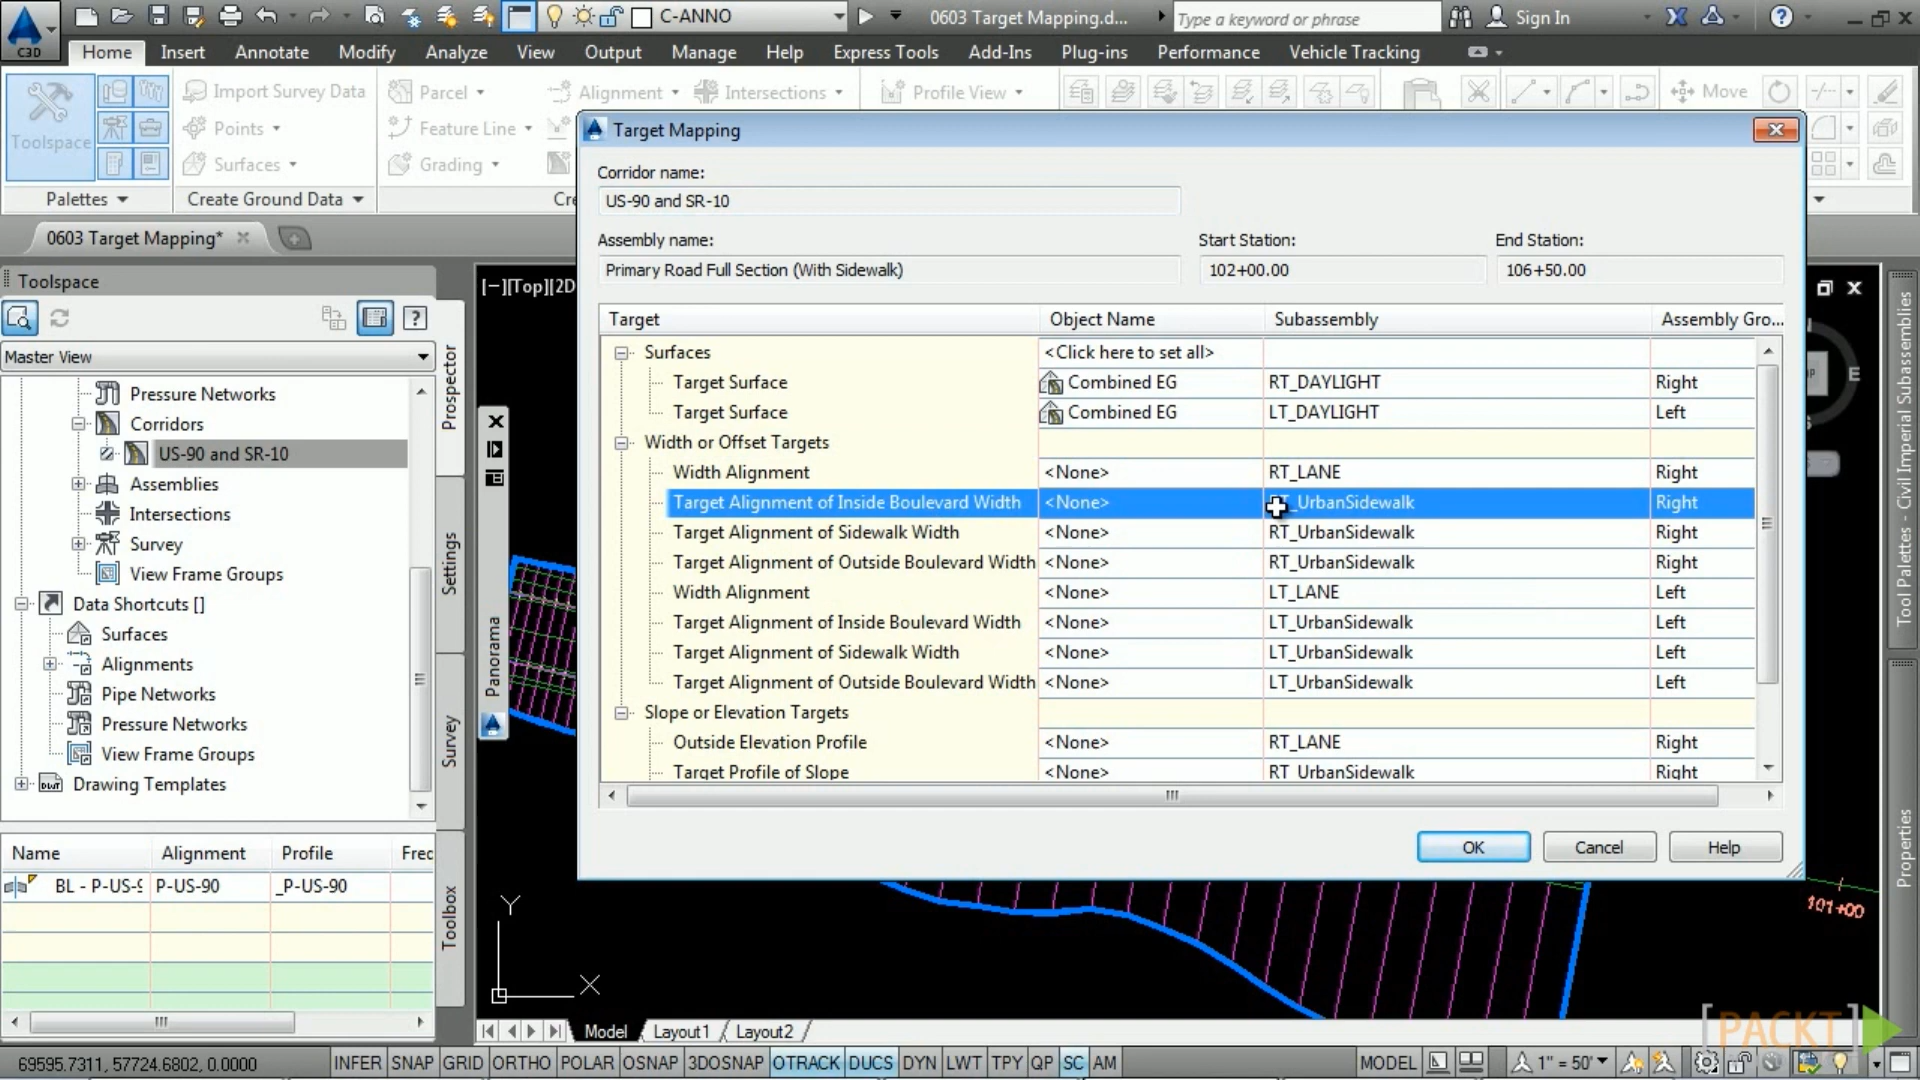 C-ANNO
0603 Target Mapping.d...
Type a keyword or phrase
Sign In
C3D
Home Insert Annotate Modify Analyze View Output Manage Help Express Tools Add-Ins Plug-ins Performance Vehicle Tracking
Toolspace
Import Survey Data
Points
Surfaces
Parcel
Feature Line
Grading
Alignment
Intersections
Profile View
Move
Palettes
Create Ground Data
Cre
0603 Target Mapping*
Toolspace
Master View
Pressure Networks
Corridors
US-90 and SR-10
Assemblies
Intersections
Survey
View Frame Groups
Data Shortcuts []
Surfaces
Alignments
Pipe Networks
Pressure Networks
View Frame Groups
Drawing Templates
Prospector
Settings
Survey
Toolbox
Name Alignment Profile Frec
BL - P-US-9 P-US-90 _P-US-90
Panorama
[−][Top][2D
Target Mapping
Corridor name:
US-90 and SR-10
Assembly name: Start Station: End Station:
Primary Road Full Section (With Sidewalk) 102+00.00 106+50.00
Target Object Name Subassembly Assembly Gro...
Surfaces <Click here to set all>
Target Surface Combined EG RT_DAYLIGHT Right
Target Surface Combined EG LT_DAYLIGHT Left
Width or Offset Targets
Width Alignment <None> RT_LANE Right
Target Alignment of Inside Boulevard Width <None> _UrbanSidewalk Right
Target Alignment of Sidewalk Width <None> RT_UrbanSidewalk Right
Target Alignment of Outside Boulevard Width <None> RT_UrbanSidewalk Right
Width Alignment <None> LT_LANE Left
Target Alignment of Inside Boulevard Width <None> LT_UrbanSidewalk Left
Target Alignment of Sidewalk Width <None> LT_UrbanSidewalk Left
Target Alignment of Outside Boulevard Width <None> LT_UrbanSidewalk Left
Slope or Elevation Targets
Outside Elevation Profile <None> RT_LANE Right
Target Profile of Slope <None> RT_UrbanSidewalk Right
OK Cancel Help
E
Tool Palettes - Civil Imperial Subassemblies
Properties
101+00
Y
X
[PACKT]
Model Layout1 Layout2
69595.7311, 57724.6802, 0.0000
INFER SNAP GRID ORTHO POLAR OSNAP 3DOSNAP OTRACK DUCS DYN LWT TPY QP SC AM
MODEL
1" = 50'